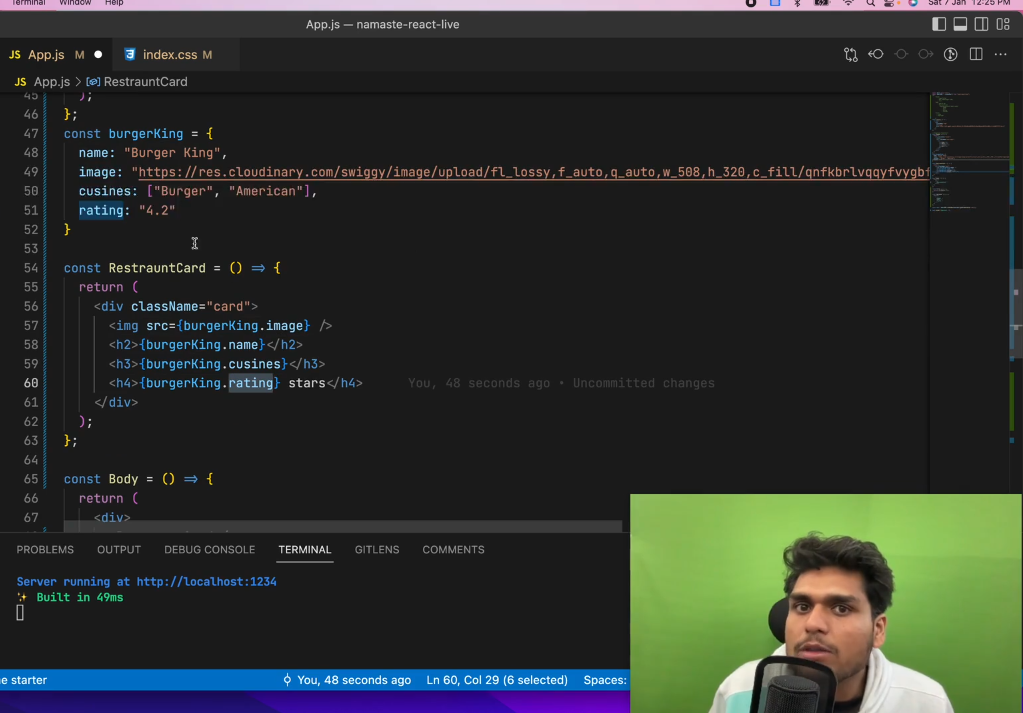 Terminal Window Help Sat 7 Jan 12:25 PM
App.js — namaste-react-live
JS App.js M ● index.css M
JS App.js > RestrauntCard
45 );
46 };
47 const burgerKing = {
48 name: "Burger King",
49 image: "https://res.cloudinary.com/swiggy/image/upload/fl_lossy,f_auto,q_auto,w_508,h_320,c_fill/qnfkbrlvqqyfvygbf
50 cusines: ["Burger", "American"],
51 rating: "4.2"
52 }
53
54 const RestrauntCard = () => {
55 return (
56 <div className="card">
57 <img src={burgerKing.image} />
58 <h2>{burgerKing.name}</h2>
59 <h3>{burgerKing.cusines}</h3>
60 <h4>{burgerKing.rating} stars</h4> You, 48 seconds ago • Uncommitted changes
61 </div>
62 );
63 };
64
65 const Body = () => {
66 return (
67 <div>
PROBLEMS OUTPUT DEBUG CONSOLE TERMINAL GITLENS COMMENTS
Server running at http://localhost:1234
✨ Built in 49ms
e starter You, 48 seconds ago Ln 60, Col 29 (6 selected) Spaces: